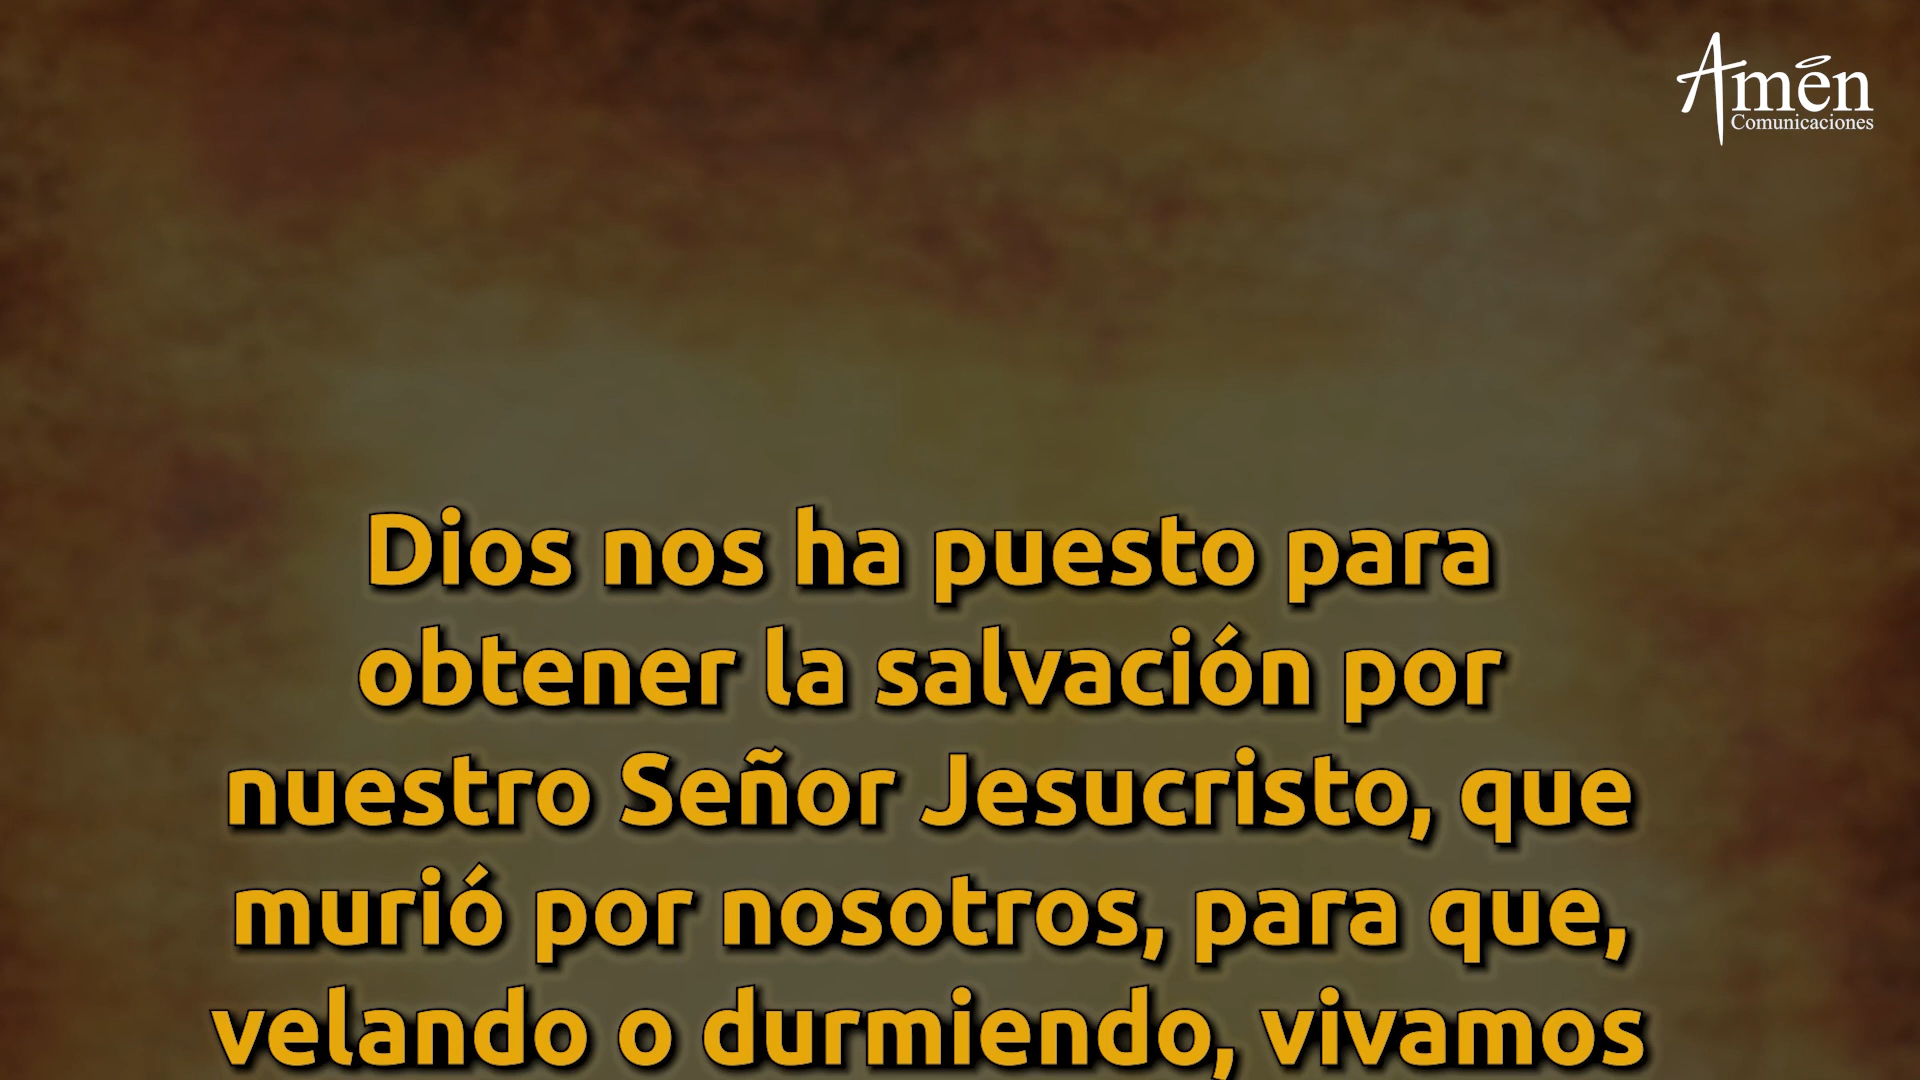 Amén
Comunicaciones
Dios nos ha puesto para
obtener la salvación por
nuestro Señor Jesucristo, que
murió por nosotros, para que,
velando o durmiendo, vivamos